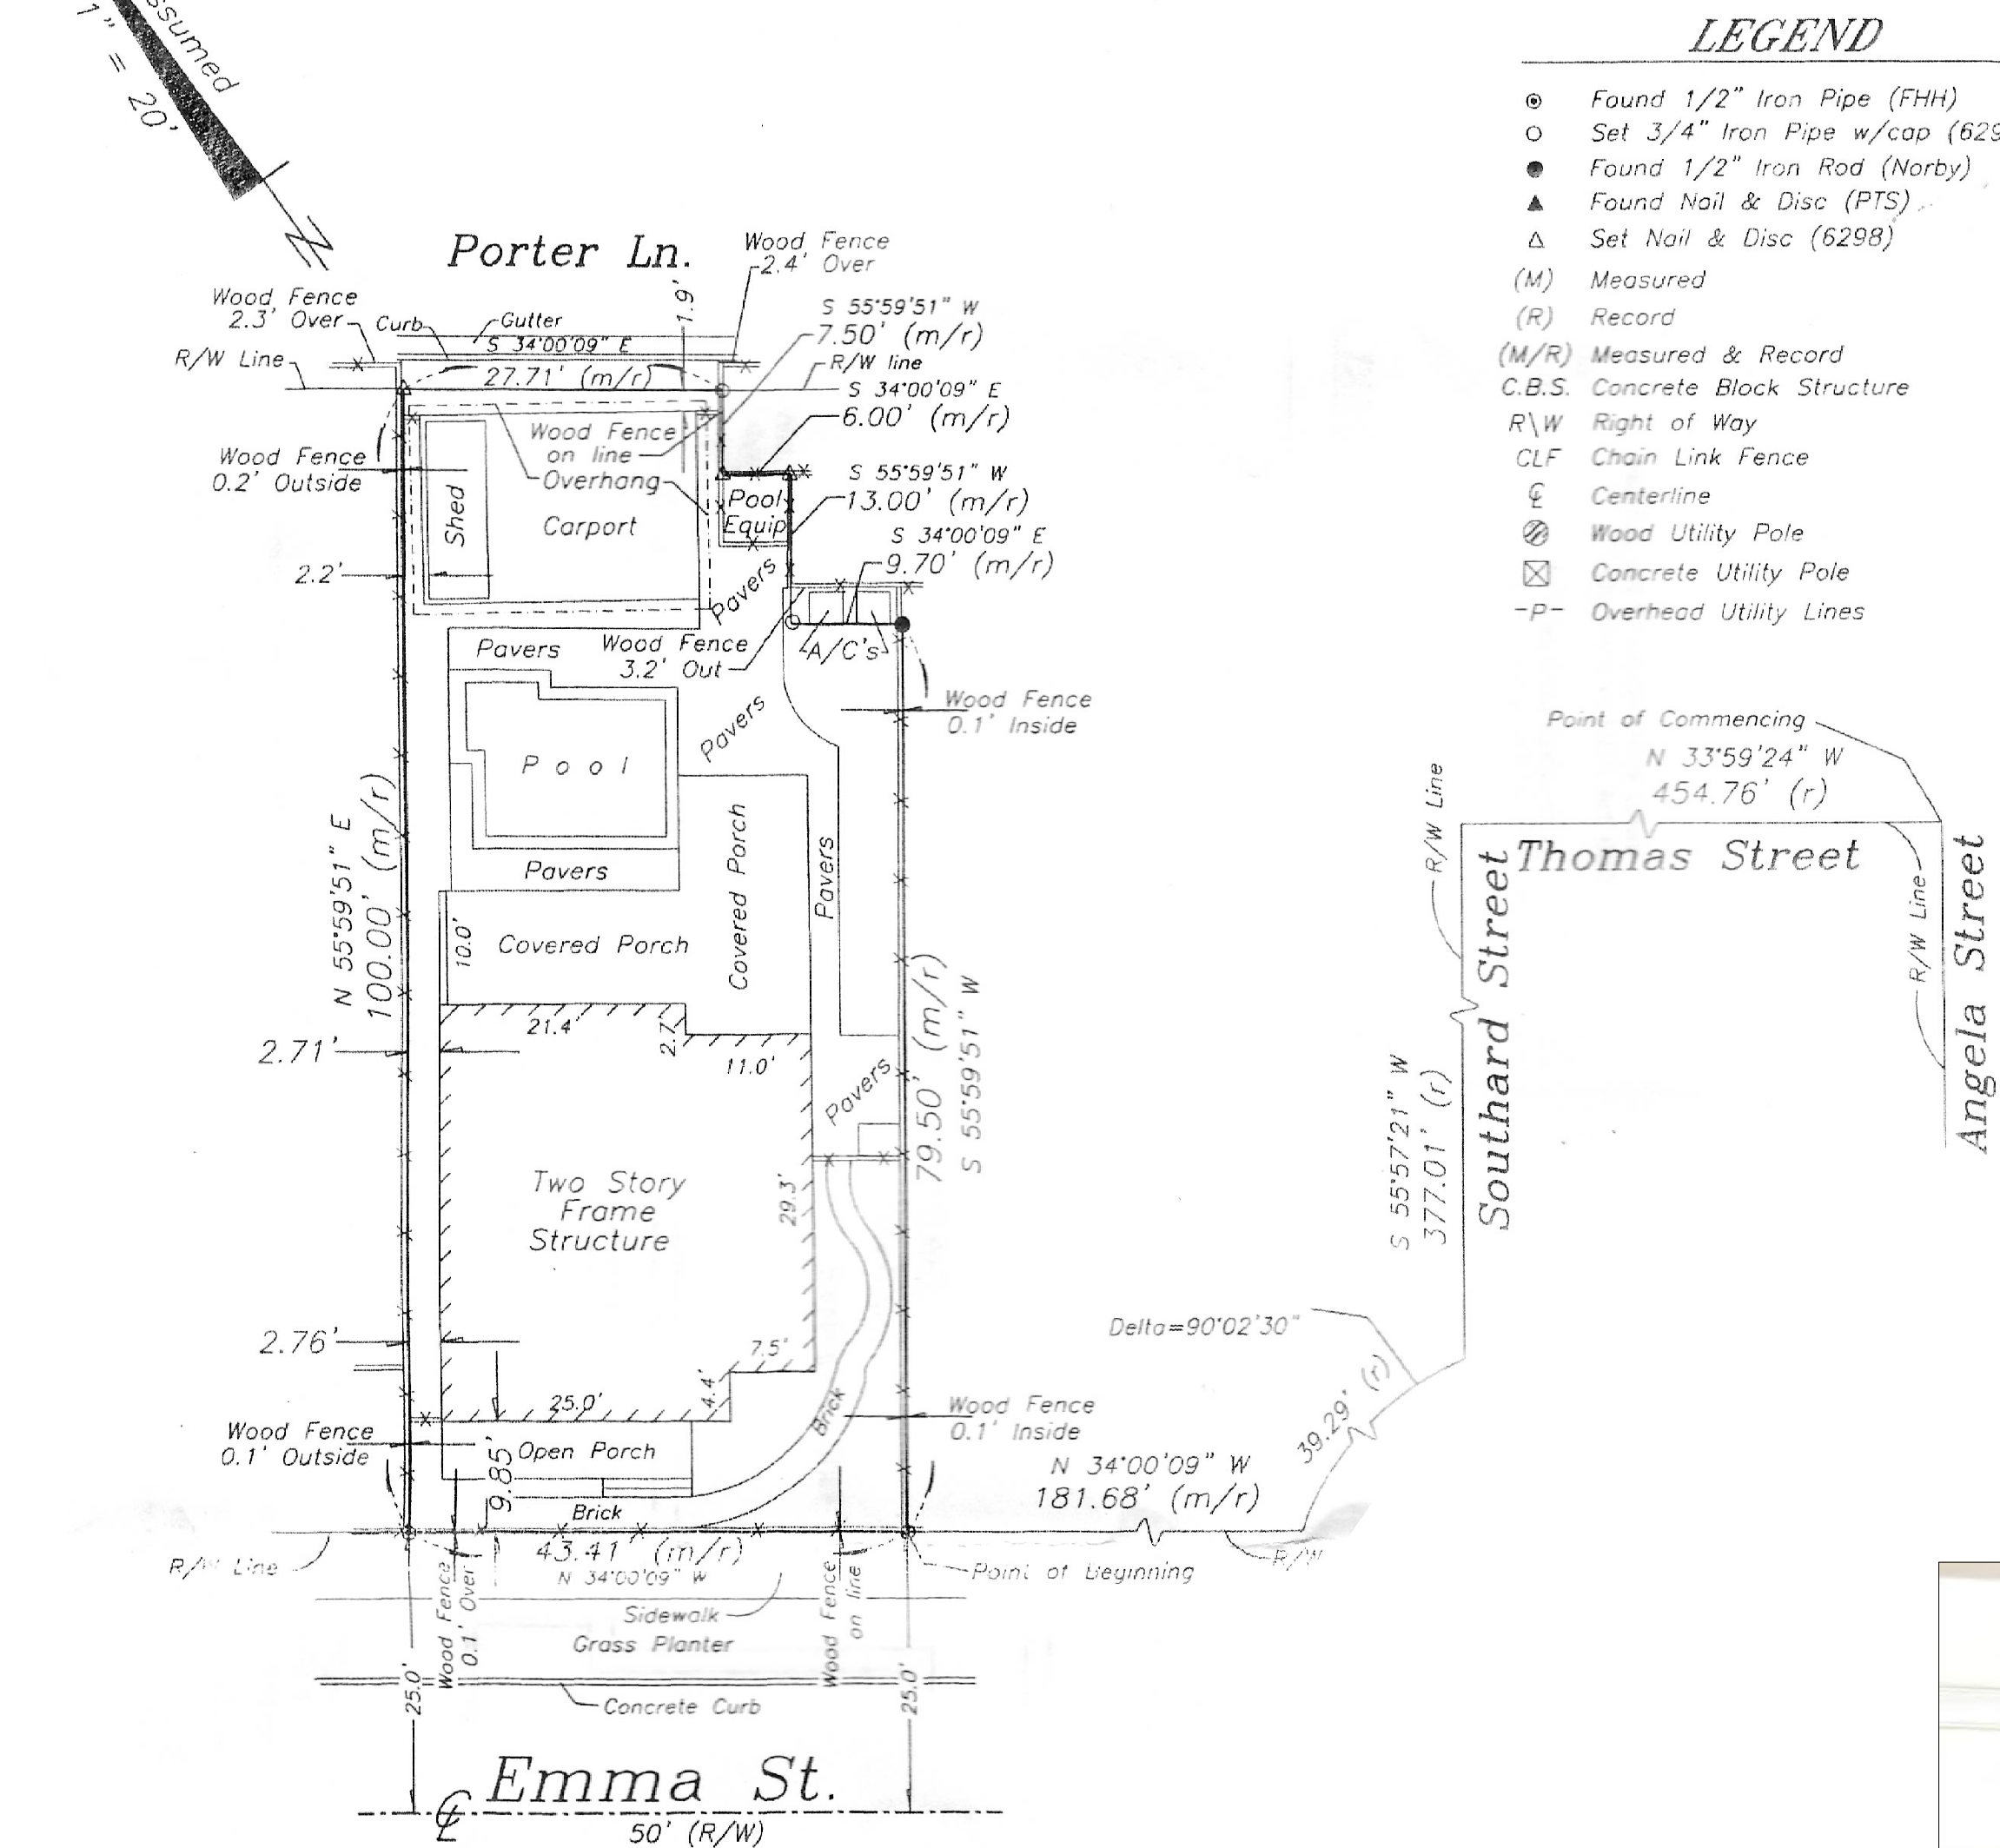 ssumed
1" = 20'
LEGEND
Found 1/2" Iron Pipe (FHH)
Set 3/4" Iron Pipe w/cap (629
Found 1/2" Iron Rod (Norby)
Found Nail & Disc (PTS)
Set Nail & Disc (6298)
(M) Measured
(R) Record
(M/R) Measured & Record
C.B.S. Concrete Block Structure
R\W Right of Way
CLF Chain Link Fence
℄ Centerline
Wood Utility Pole
Concrete Utility Pole
-P- Overhead Utility Lines
Porter Ln.
Wood Fence
2.4' Over
Wood Fence
2.3' Over
Curb
Gutter
1.9'
S 55°59'51" W
7.50' (m/r)
R/W Line
S 34°00'09" E
27.71' (m/r)
R/W line
S 34°00'09" E
6.00' (m/r)
Wood Fence
on line
Overhang
Wood Fence
0.2' Outside
S 55°59'51" W
13.00' (m/r)
Shed
Carport
Pool
Equip
S 34°00'09" E
9.70' (m/r)
2.2'
Pavers
Pavers
Wood Fence
3.2' Out
A/C's
Wood Fence
0.1' Inside
Pavers
Pool
Pavers
Covered Porch
Pavers
N 55°59'51" E
100.00' (m/r)
10.0'
Covered Porch
79.50' (m/r)
S 55°59'51" W
21.4'
2.7'
11.0'
2.71'
Pavers
Two Story
Frame
Structure
29.3'
2.76'
7.5'
4.4'
25.0'
Brick
Wood Fence
0.1' Outside
9.85'
Open Porch
Wood Fence
0.1' Inside
Brick
N 34°00'09" W
181.68' (m/r)
R/W Line
43.41' (m/r)
N 34°00'09" W
Point of Beginning
R/W
Wood Fence
0.1' Over
Wood Fence
on line
Sidewalk
Grass Planter
25.0'
25.0'
Concrete Curb
Emma St.
℄
50' (R/W)
Point of Commencing
N 33°59'24" W
454.76' (r)
R/W Line
Thomas Street
Southard Street
R/W Line
Angela Street
S 55°57'21" W
377.01' (r)
Delta=90°02'30"
39.29' (r)